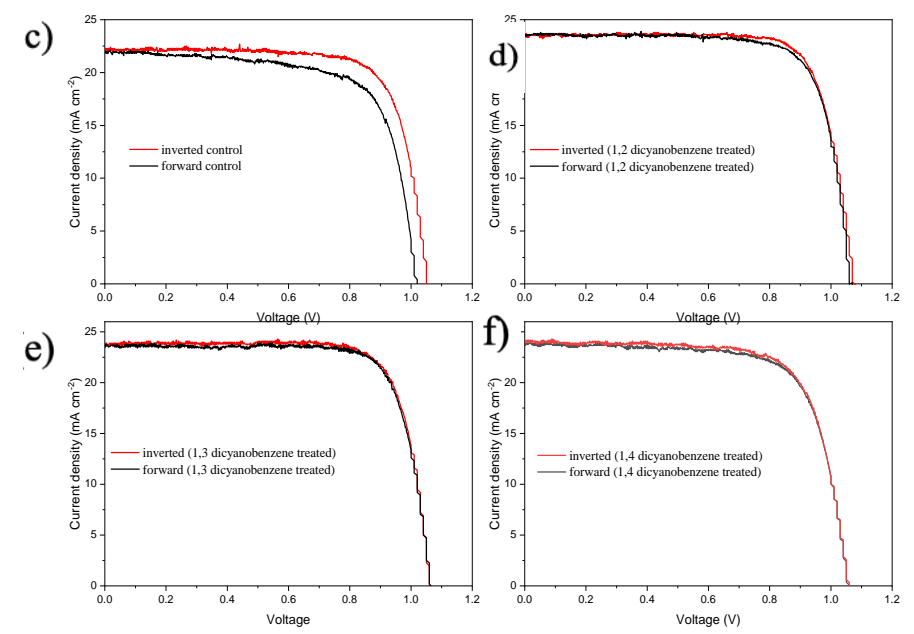 c)
25
20
15
10
5
0
Current density (mA cm-2)
inverted control
forward control
0.0 0.2 0.4 0.6 0.8 1.0 1.2
Voltage (V)
d)
25
20
15
10
5
0
Current density (mA cm
inverted (1,2 dicyanobenzene treated)
forward (1,2 dicyanobenzene treated)
0.0 0.2 0.4 0.6 0.8 1.0 1.2
Voltage (V)
e)
25
20
15
10
5
0
Current density (mA cm-2)
inverted (1,3 dicyanobenzene treated)
forward (1,3 dicyanobenzene treated)
0.0 0.2 0.4 0.6 0.8 1.0 1.2
Voltage
f)
20
15
10
5
0
Current density (mA cm-2)
inverted (1,4 dicyanobenzene treated)
forward (1,4 dicyanobenzene treated)
0.0 0.2 0.4 0.6 0.8 1.0 1.2
Voltage (V)